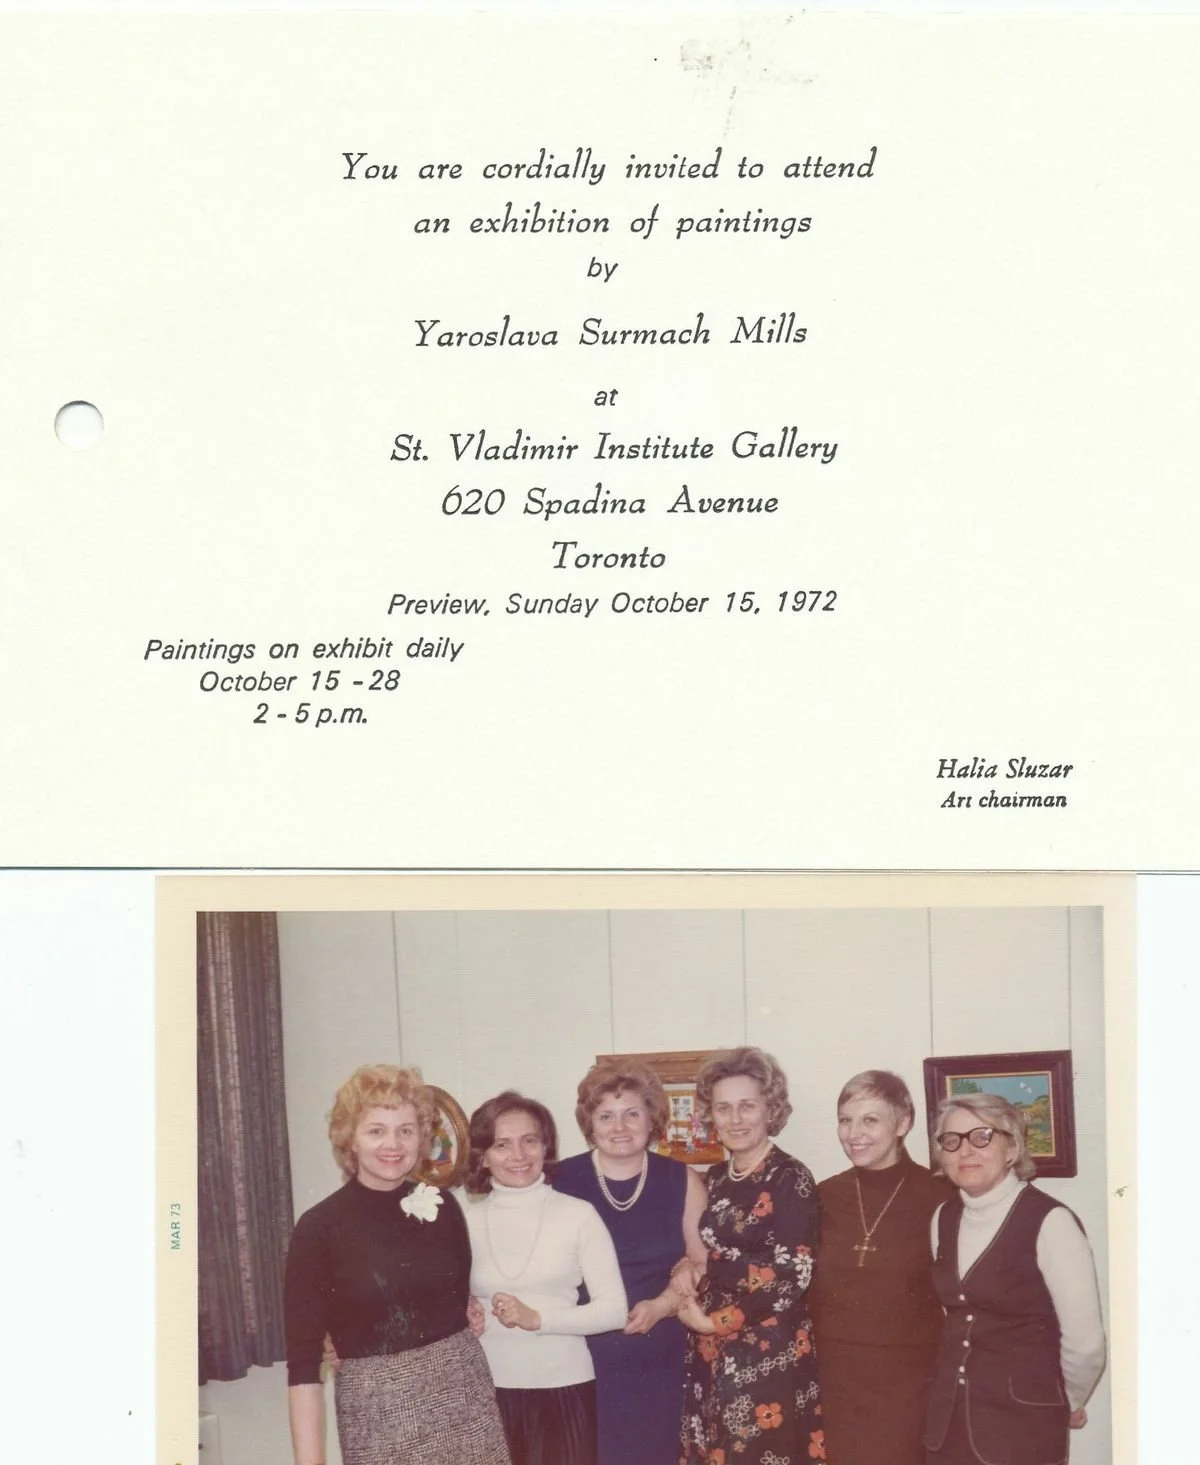 You are cordially invited to attend
an exhibition of paintings
by
Yaroslava Surmach Mills
at
St. Vladimir Institute Gallery
620 Spadina Avenue
Toronto
Preview, Sunday October 15, 1972
Paintings on exhibit daily
October 15 - 28
2 - 5 p.m.
Halia Sluzar
Art chairman
MAR 73